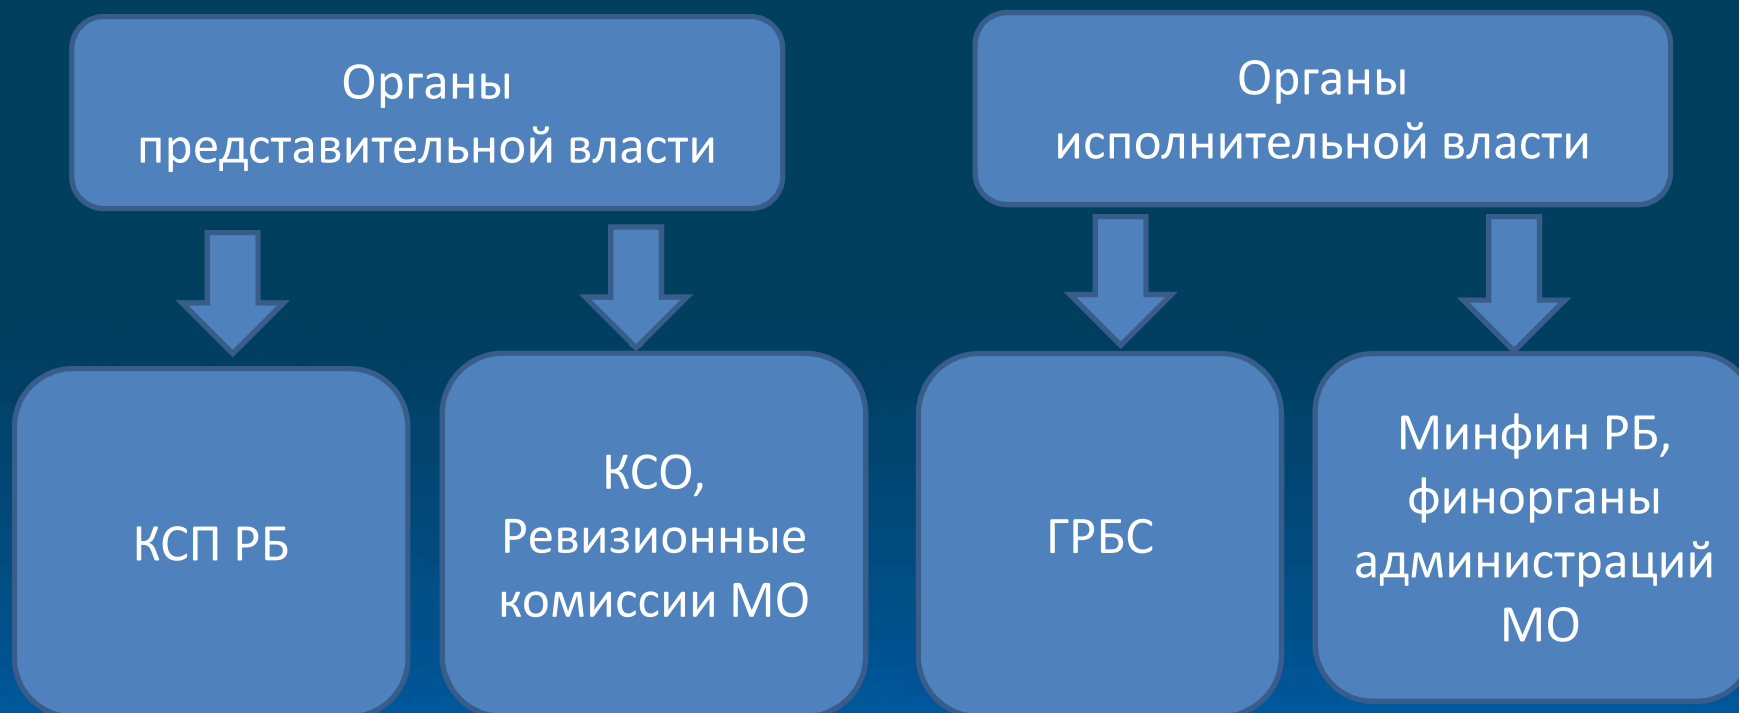 Органы
представительной власти
Органы
исполнительной власти
КСП РБ
КСО,
Ревизионные
комиссии МО
ГРБС
Минфин РБ,
финорганы
администраций
МО